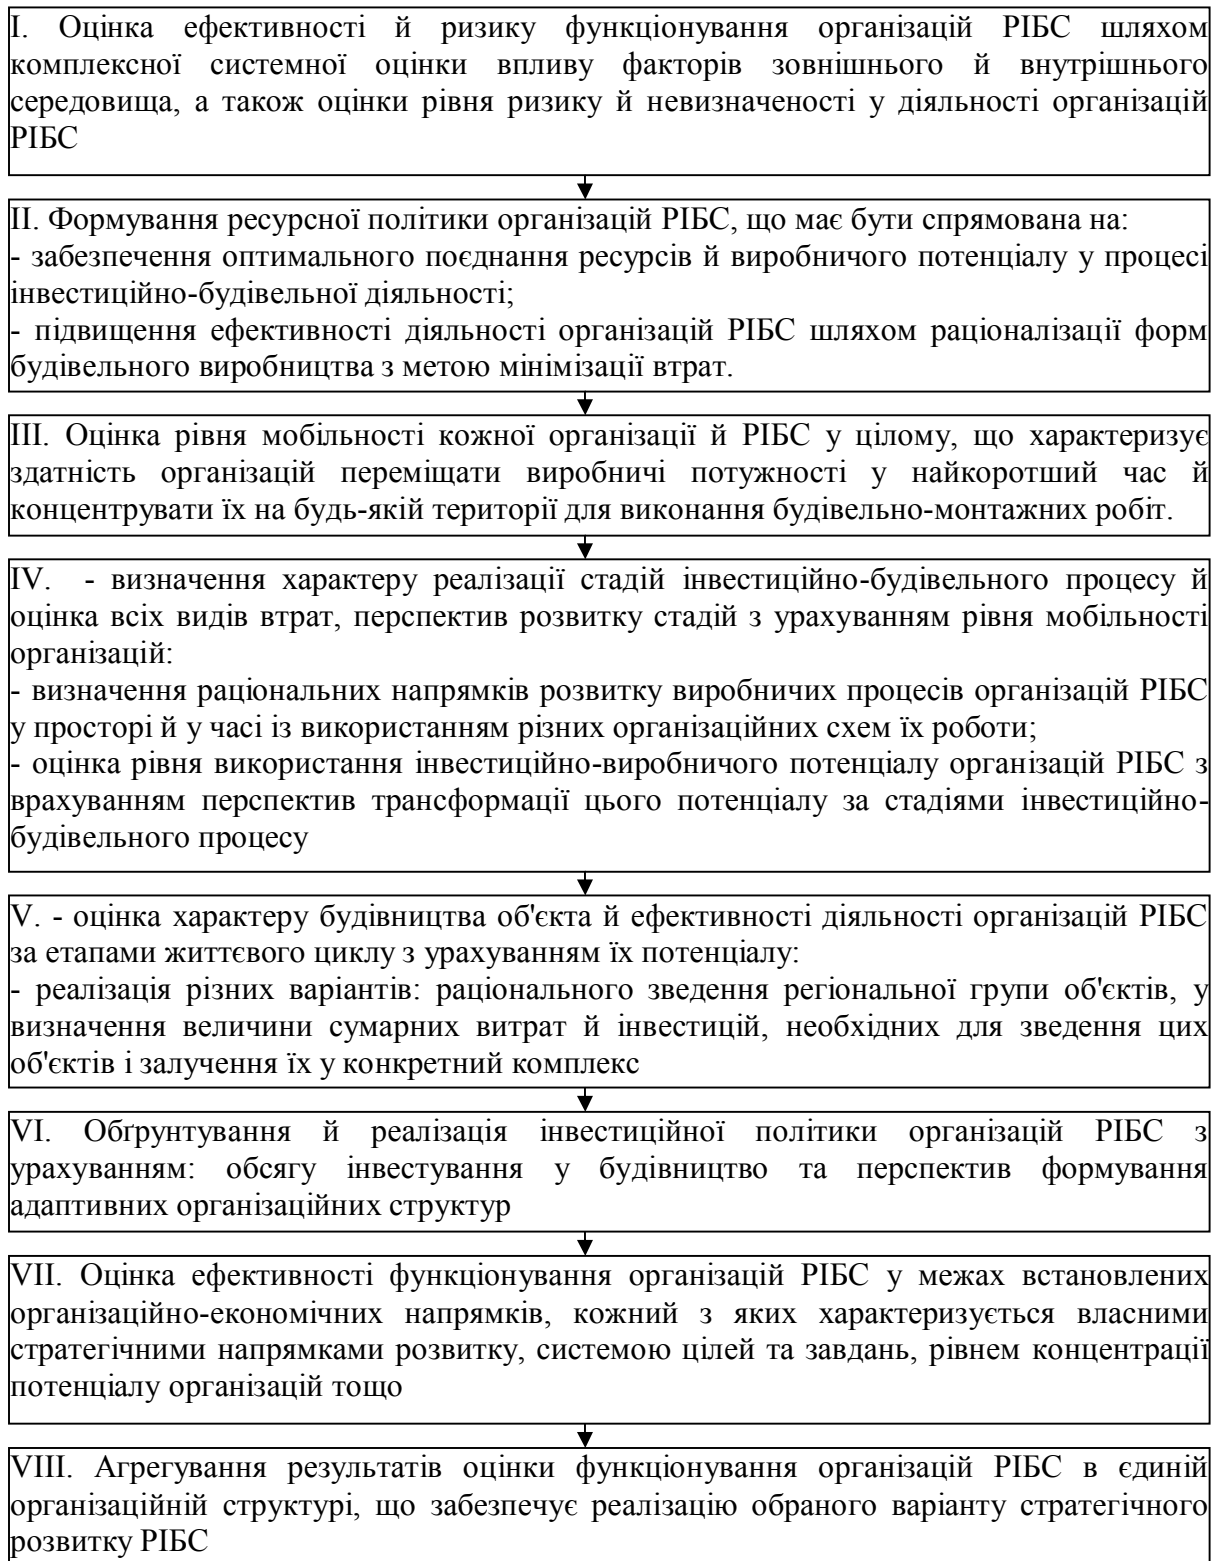 I. Оцінка ефективності й ризику функціонування організацій РІБС шляхом
комплексної системної оцінки впливу факторів зовнішнього й внутрішнього
середовища, а також оцінки рівня ризику й невизначеності у діяльності організацій
РІБС
II. Формування ресурсної політики організацій РІБС, що має бути спрямована на:
- забезпечення оптимального поєднання ресурсів й виробничого потенціалу у процесі
інвестиційно-будівельної діяльності;
- підвищення ефективності діяльності організацій РІБС шляхом раціоналізації форм
будівельного виробництва з метою мінімізації втрат.
III. Оцінка рівня мобільності кожної організації й РІБС у цілому, що характеризує
здатність організацій переміщати виробничі потужності у найкоротший час й
концентрувати їх на будь-якій території для виконання будівельно-монтажних робіт.
IV. - визначення характеру реалізації стадій інвестиційно-будівельного процесу й
оцінка всіх видів втрат, перспектив розвитку стадій з урахуванням рівня мобільності
організацій:
- визначення раціональних напрямків розвитку виробничих процесів організацій РІБС
у просторі й у часі із використанням різних організаційних схем їх роботи;
- оцінка рівня використання інвестиційно-виробничого потенціалу організацій РІБС з
врахуванням перспектив трансформації цього потенціалу за стадіями інвестиційно-
будівельного процесу
V. - оцінка характеру будівництва об'єкта й ефективності діяльності організацій РІБС
за етапами життєвого циклу з урахуванням їх потенціалу:
- реалізація різних варіантів: раціонального зведення регіональної групи об'єктів, у
визначення величини сумарних витрат й інвестицій, необхідних для зведення цих
об'єктів і залучення їх у конкретний комплекс
VI. Обґрунтування й реалізація інвестиційної політики організацій РІБС з
урахуванням: обсягу інвестування у будівництво та перспектив формування
адаптивних організаційних структур
VII. Оцінка ефективності функціонування організацій РІБС у межах встановлених
організаційно-економічних напрямків, кожний з яких характеризується власними
стратегічними напрямками розвитку, системою цілей та завдань, рівнем концентрації
потенціалу організацій тощо
VIII. Агрегування результатів оцінки функціонування організацій РІБС в єдиній
організаційній структурі, що забезпечує реалізацію обраного варіанту стратегічного
розвитку РІБС